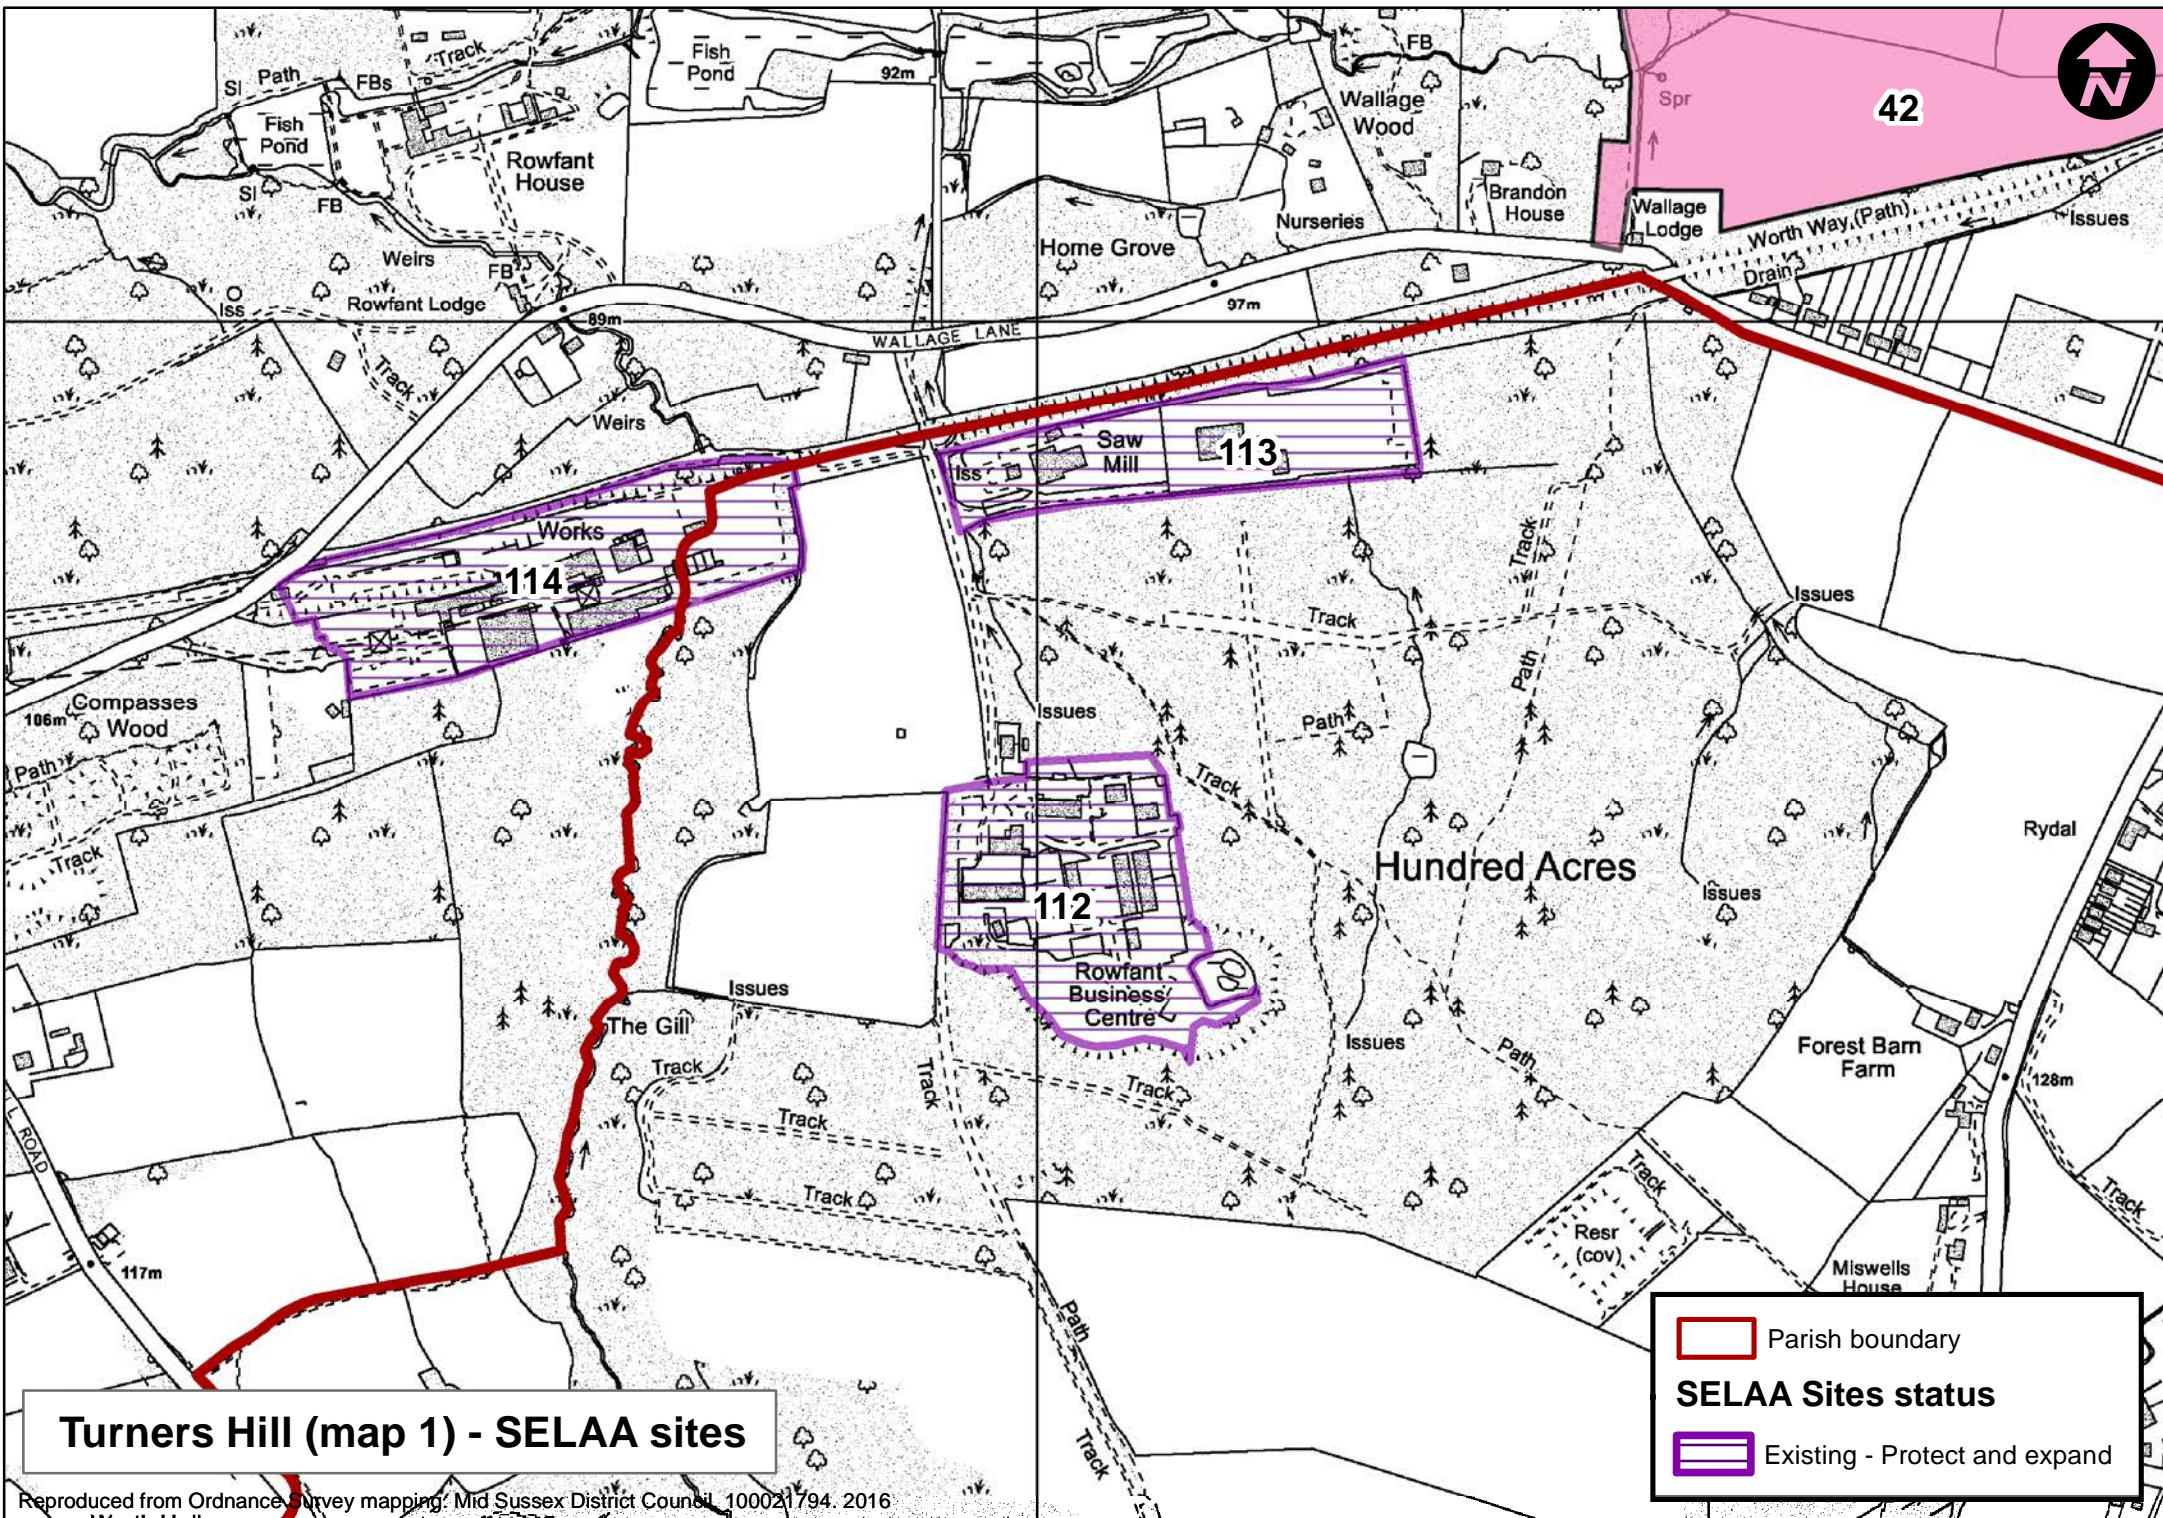 Track
Fish
Pond
92m
FB
N
SI
Path
FBs
Wallage
Wood
Spr
42
Fish
Pond
Rowfant
House
SI
FB
Brandon
House
Nurseries
Wallage
Lodge
Worth Way (Path)
Issues
Home Grove
Weirs
FB
Drain
Iss
Rowfant Lodge
89m
97m
WALLAGE LANE
Track
Weirs
Saw
Mill
113
Iss
Works
114
Track
Issues
Track
Compasses
Wood
106m
Path
Issues
Path
Path
Track
Track
Rydal
Hundred Acres
Issues
112
Rowfant
Business
Centre
Issues
The Gill
Issues
Path
Forest Barn
Farm
128m
Track
Track
Track
Track
ROAD
Track
Track
Track
Resr
(cov)
117m
Miswells
House
Path
Track
Parish boundary
SELAA Sites status
Existing - Protect and expand
Turners Hill (map 1) - SELAA sites
Reproduced from Ordnance Survey mapping. Mid Sussex District Council. 100021794. 2016